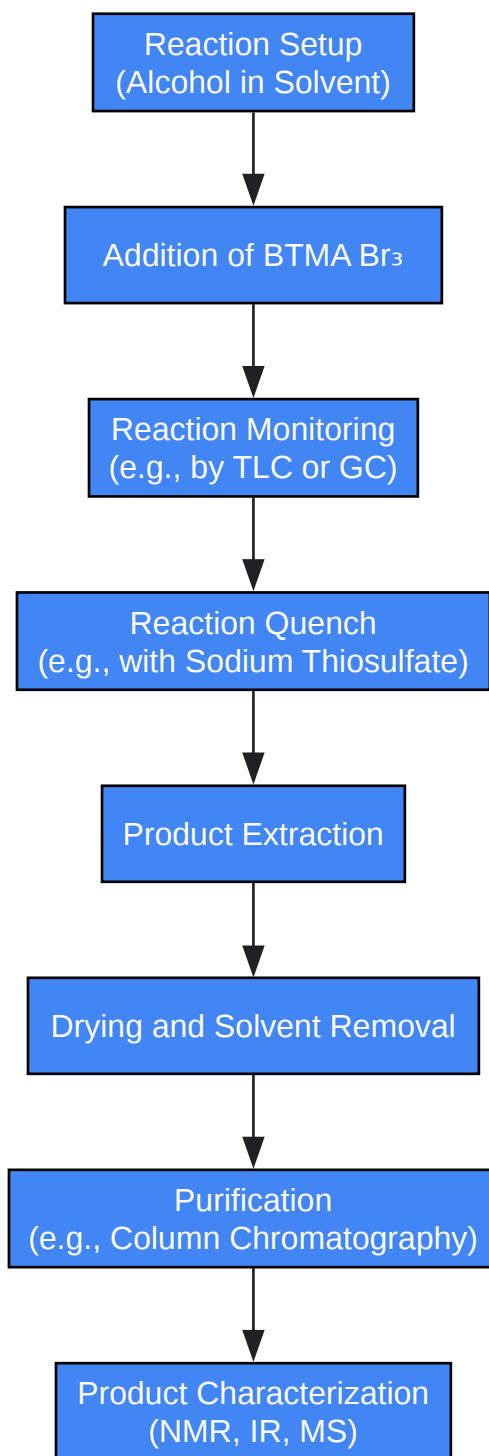 Reaction Setup
(Alcohol in Solvent)
Addition of BTMA Br₃
Reaction Monitoring
(e.g., by TLC or GC)
Reaction Quench
(e.g., with Sodium Thiosulfate)
Product Extraction
Drying and Solvent Removal
Purification
(e.g., Column Chromatography)
Product Characterization
(NMR, IR, MS)